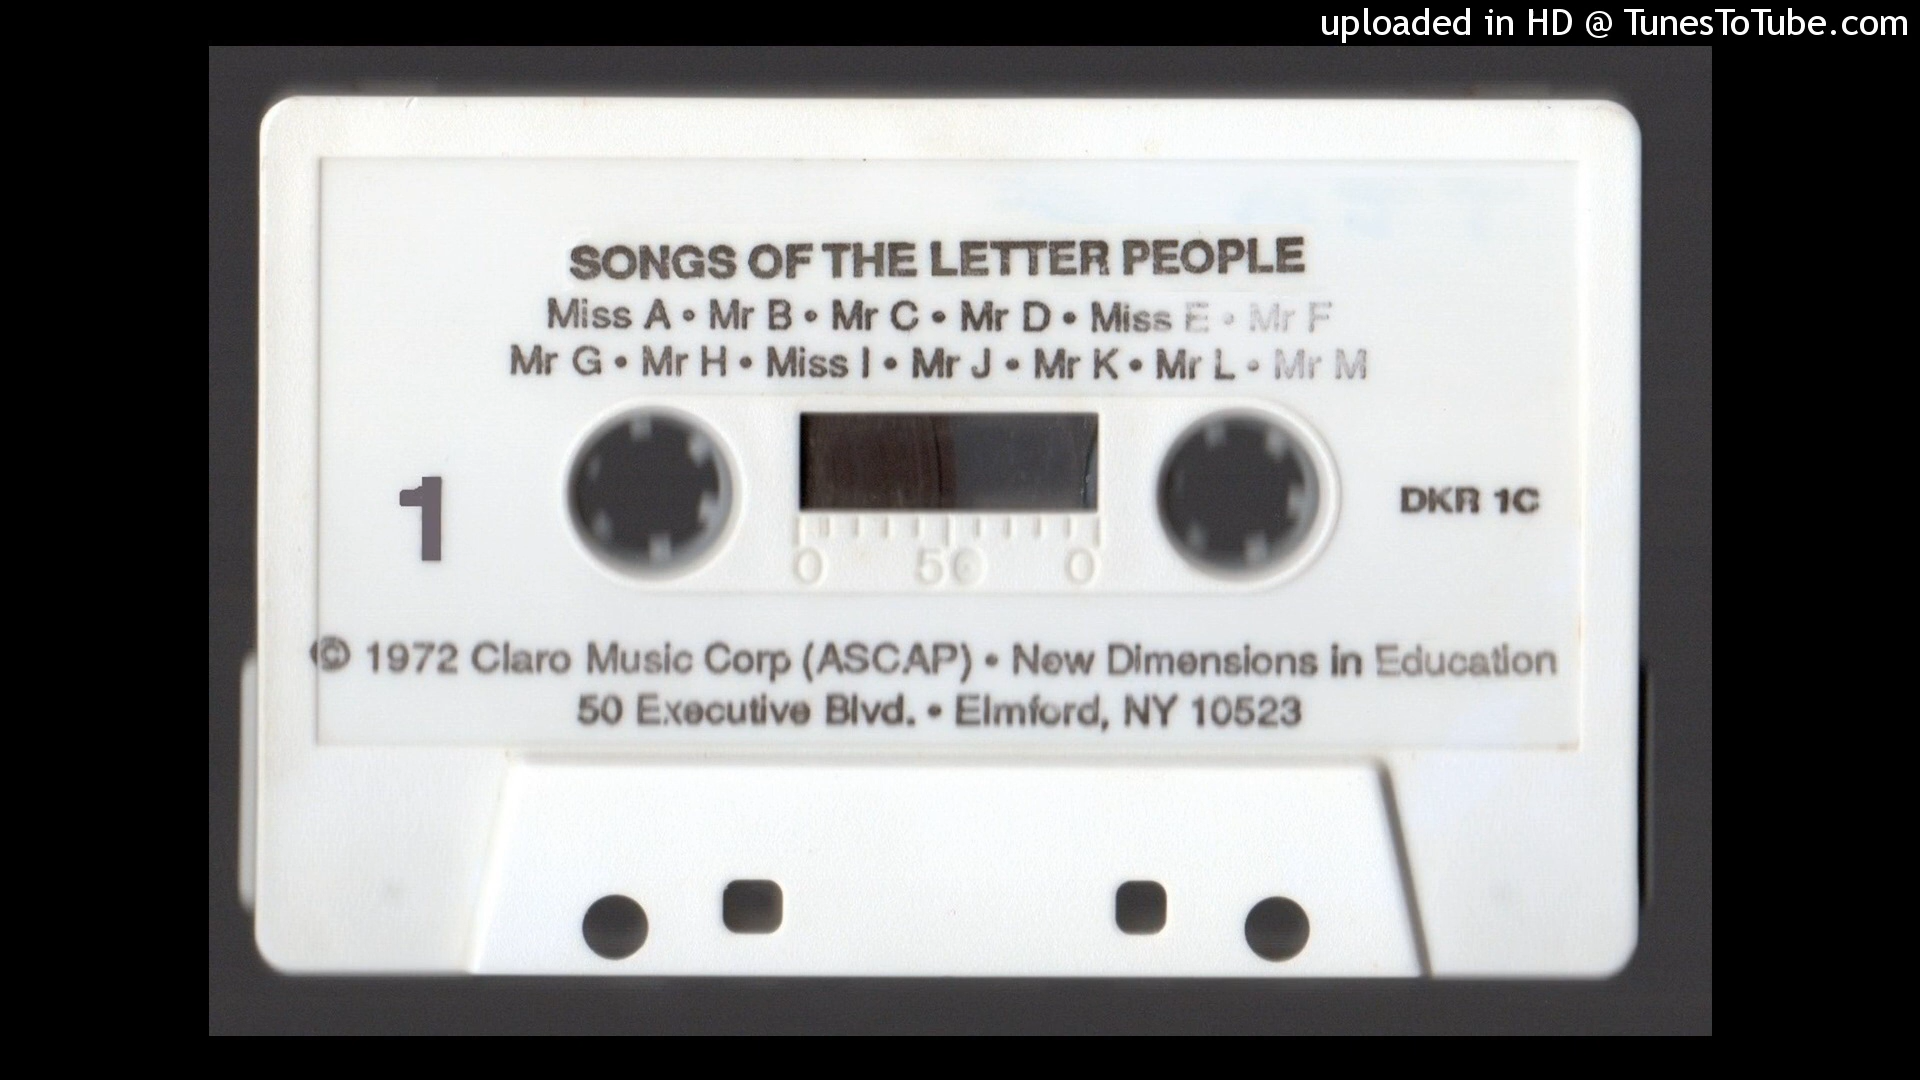 uploaded in HD @ TunesToTube.com
SONGS OF THE LETTER PEOPLE
Miss A • Mr B • Mr C • Mr D • Miss E • Mr F
Mr G • Mr H • Miss I • Mr J • Mr K • Mr L • Mr M
1
DKR 1C
0 50 0
© 1972 Claro Music Corp (ASCAP) • New Dimensions in Education
50 Executive Blvd. • Elmford, NY 10523